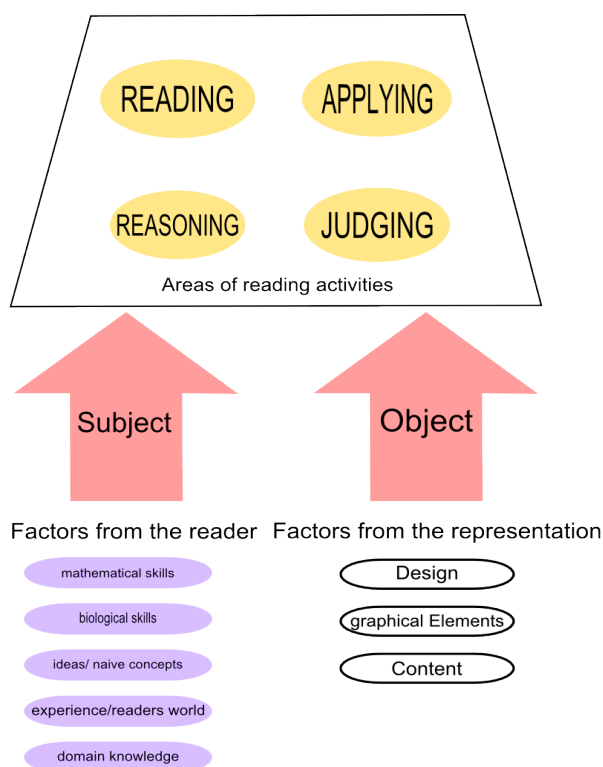 READING
APPLYING
REASONING
JUDGING
Areas of reading activities
Subject
Object
Factors from the reader
Factors from the representation
mathematical skills
biological skills
ideas/ naive concepts
experience/readers world
domain knowledge
Design
graphical Elements
Content